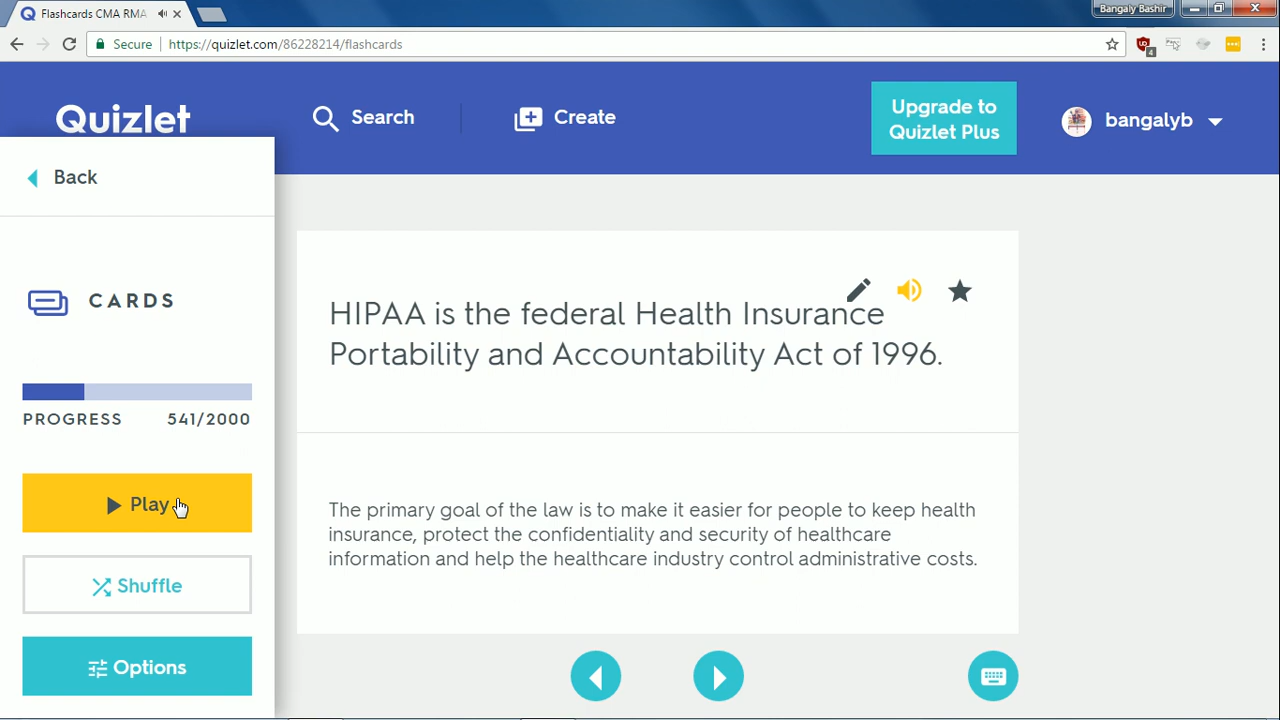 Flashcards CMA RMA
Bangaly Bashir
Secure
https://quizlet.com/86228214/flashcards
4
Quizlet
Search
Create
Upgrade to
Quizlet Plus
bangalyb
Back
CARDS
PROGRESS 541/2000
Play
Shuffle
Options
HIPAA is the federal Health Insurance
Portability and Accountability Act of 1996.
The primary goal of the law is to make it easier for people to keep health
insurance, protect the confidentiality and security of healthcare
information and help the healthcare industry control administrative costs.